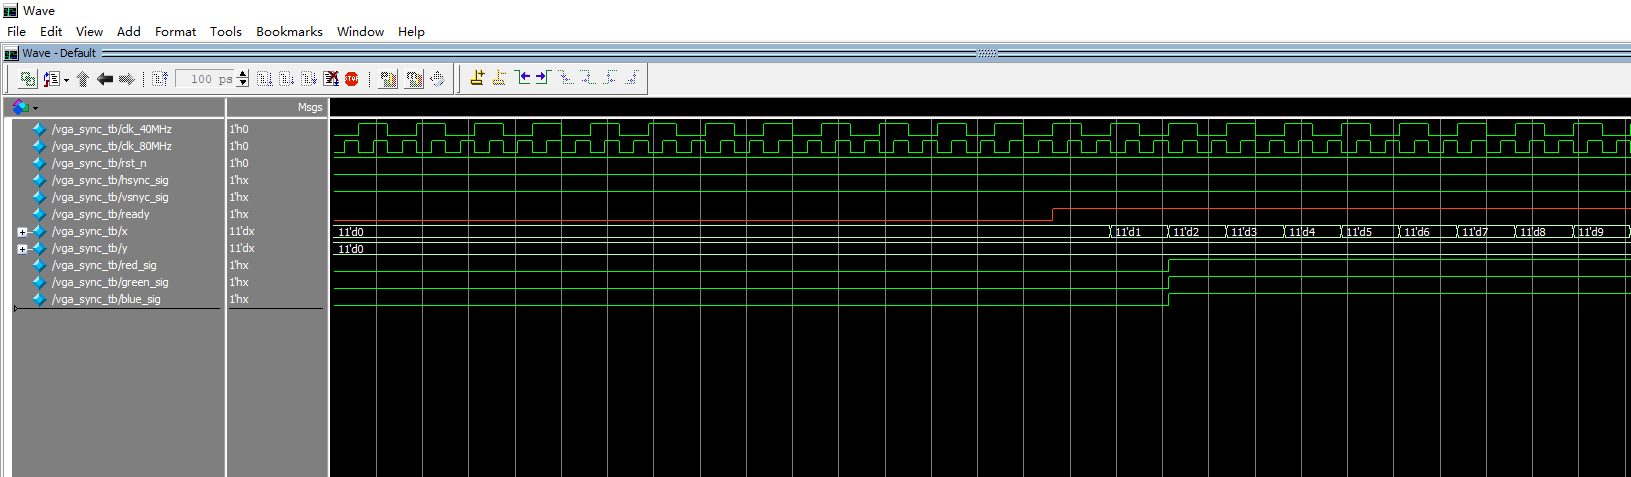 Wave
File Edit View Add Format Tools Bookmarks Window Help
Wave - Default
100 ps
STOP
Msgs
/vga_sync_tb/clk_40MHz 1'h0
/vga_sync_tb/clk_80MHz 1'h0
/vga_sync_tb/rst_n 1'h0
/vga_sync_tb/hsync_sig 1'hx
/vga_sync_tb/vsnyc_sig 1'hx
/vga_sync_tb/ready 1'hx
/vga_sync_tb/x 11'dx 11'd0 11'd1 11'd2 11'd3 11'd4 11'd5 11'd6 11'd7 11'd8 11'd9
/vga_sync_tb/y 11'dx 11'd0
/vga_sync_tb/red_sig 1'hx
/vga_sync_tb/green_sig 1'hx
/vga_sync_tb/blue_sig 1'hx